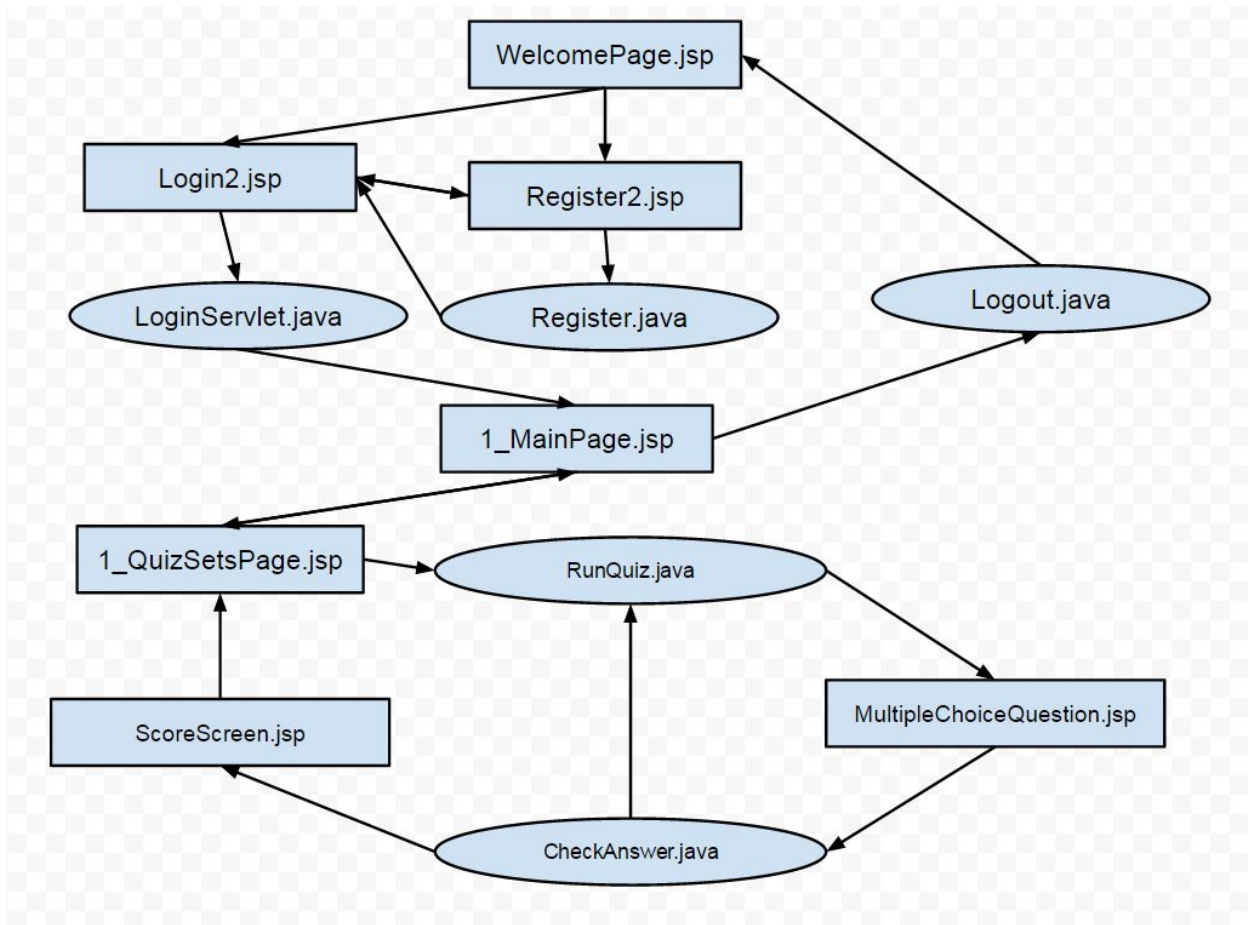 WelcomePage.jsp
Login2.jsp
Register2.jsp
LoginServlet.java
Register.java
Logout.java
1_MainPage.jsp
1_QuizSetsPage.jsp
RunQuiz.java
ScoreScreen.jsp
MultipleChoiceQuestion.jsp
CheckAnswer.java